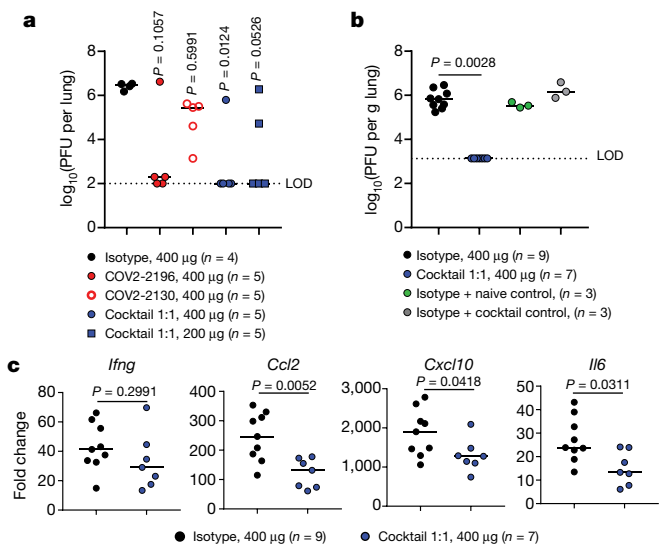 a
P = 0.1057
P = 0.5991
P = 0.0124
P = 0.0526
log₁₀(PFU per lung)
8
6
4
2
0
LOD
Isotype, 400 µg (n = 4)
COV2-2196, 400 µg (n = 5)
COV2-2130, 400 µg (n = 5)
Cocktail 1:1, 400 µg (n = 5)
Cocktail 1:1, 200 µg (n = 5)
b
P = 0.0028
log₁₀(PFU per g lung)
8
6
4
2
0
LOD
Isotype, 400 µg (n = 9)
Cocktail 1:1, 400 µg (n = 7)
Isotype + naive control, (n = 3)
Isotype + cocktail control, (n = 3)
c
Ifng
P = 0.2991
Fold change
80
60
40
20
0
Ccl2
P = 0.0052
400
300
200
100
0
Cxcl10
P = 0.0418
3,000
2,000
1,000
0
Il6
P = 0.0311
50
40
30
20
10
0
Isotype, 400 µg (n = 9)
Cocktail 1:1, 400 µg (n = 7)